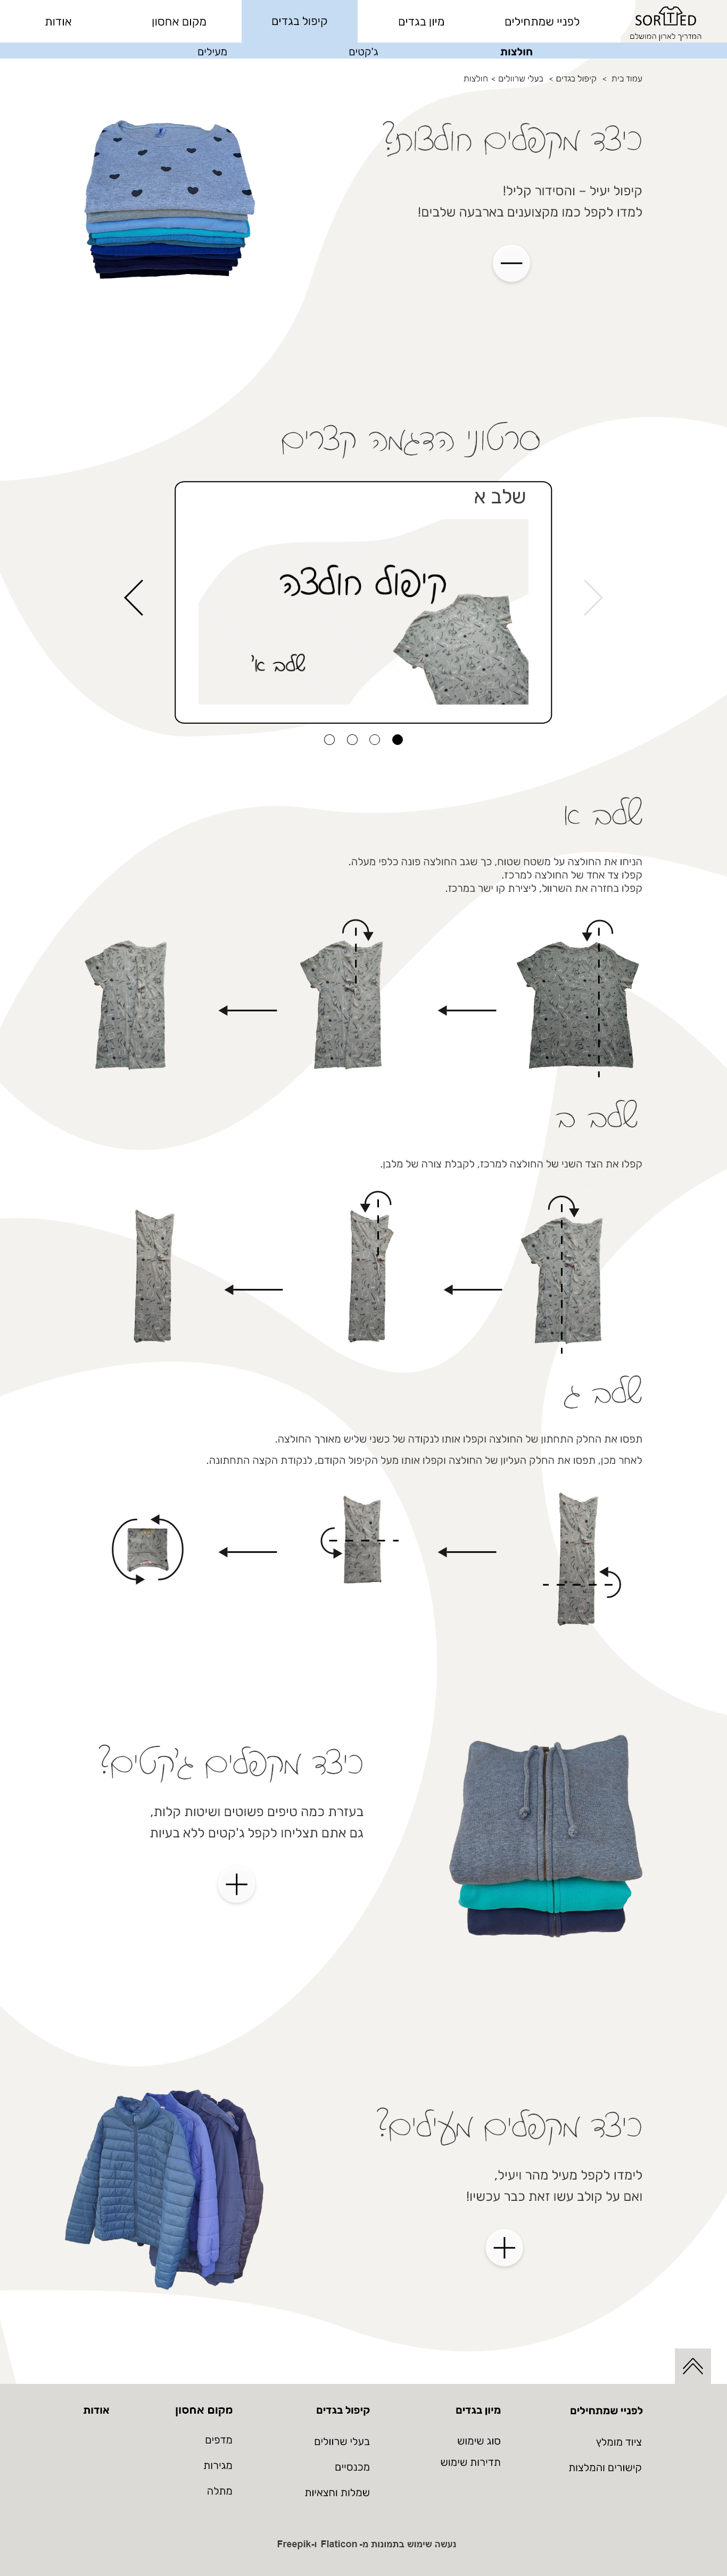 SORTED
המדריך לארון המושלם
לפניי שמתחילים
מיון בגדים
קיפול בגדים
מקום אחסון
אודות
חולצות
ג'קטים
מעילים
עמוד בית > קיפול בגדים > בעלי שרוולים > חולצות
כיצד מקפלים חולצות?
קיפול יעיל – והסידור קליל!
למדו לקפל כמו מקצוענים בארבעה שלבים!
סרטוני הדגמה קצרים
שלב א
קיפול חולצה
שלב א'
שלב א
הניחו את החולצה על משטח שטוח, כך שגב החולצה פונה כלפי מעלה.
קפלו צד אחד של החולצה למרכז,
קפלו בחזרה את השרוול, ליצירת קו ישר במרכז.
שלב ב
קפלו את הצד השני של החולצה למרכז, לקבלת צורה של מלבן.
שלב ג
תפסו את החלק התחתון של החולצה וקפלו אותו לנקודה של כשני שליש מאורך החולצה.
לאחר מכן, תפסו את החלק העליון של החולצה וקפלו אותו מעל הקיפול הקודם, לנקודת הקצה התחתונה.
כיצד מקפלים ג'קטים?
בעזרת כמה טיפים פשוטים ושיטות קלות,
גם אתם תצליחו לקפל ג'קטים ללא בעיות
כיצד מקפלים מעילים?
לימדו לקפל מעיל מהר ויעיל,
ואם על קולב עשו זאת כבר עכשיו!
לפניי שמתחילים
ציוד מומלץ
קישורים והמלצות
מיון בגדים
סוג שימוש
תדירות שימוש
קיפול בגדים
בעלי שרוולים
מכנסיים
שמלות וחצאיות
מקום אחסון
מדפים
מגירות
מתלה
אודות
נעשה שימוש בתמונות מ- Flaticon ו-Freepik